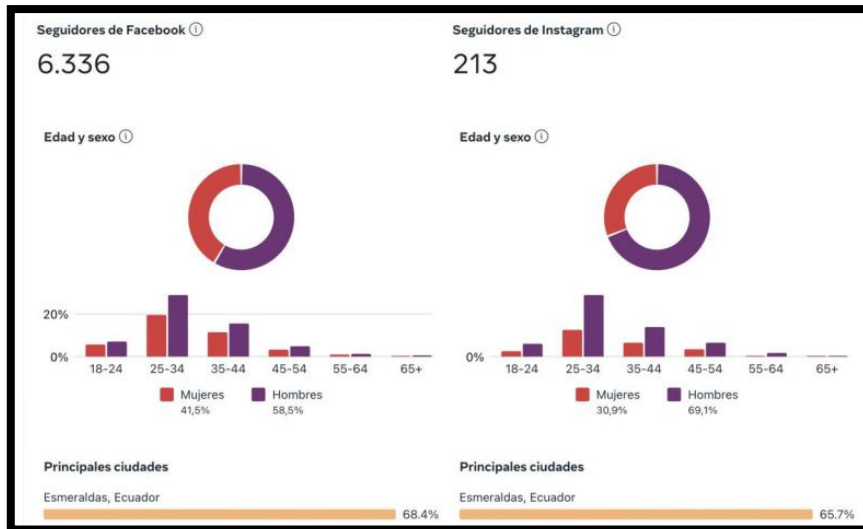 Seguidores de Facebook ⓘ
6.336
Edad y sexo ⓘ
20%
0%
18-24 25-34 35-44 45-54 55-64 65+
Mujeres Hombres
41,5% 58,5%
Principales ciudades
Esmeraldas, Ecuador
68.4%
Seguidores de Instagram ⓘ
213
Edad y sexo ⓘ
0%
18-24 25-34 35-44 45-54 55-64 65+
Mujeres Hombres
30,9% 69,1%
Principales ciudades
Esmeraldas, Ecuador
65.7%